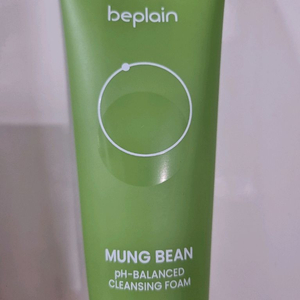 beplain
MUNG BEAN
pH-BALANCED
CLEANSING FOAM